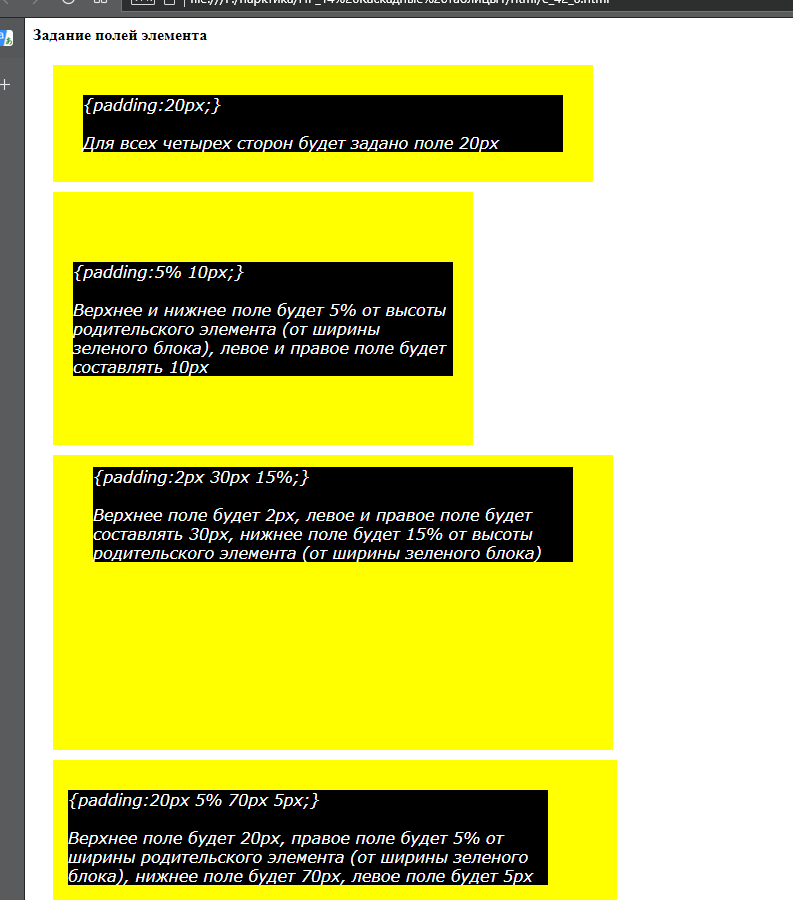 Задание полей элемента
{padding:20px;}
Для всех четырех сторон будет задано поле 20px
{padding:5% 10px;}
Верхнее и нижнее поле будет 5% от высоты
родительского элемента (от ширины
зеленого блока), левое и правое поле будет
составлять 10px
{padding:2px 30px 15%;}
Верхнее поле будет 2px, левое и правое поле будет
составлять 30px, нижнее поле будет 15% от высоты
родительского элемента (от ширины зеленого блока)
{padding:20px 5% 70px 5px;}
Верхнее поле будет 20px, правое поле будет 5% от
ширины родительского элемента (от ширины зеленого
блока), нижнее поле будет 70px, левое поле будет 5px